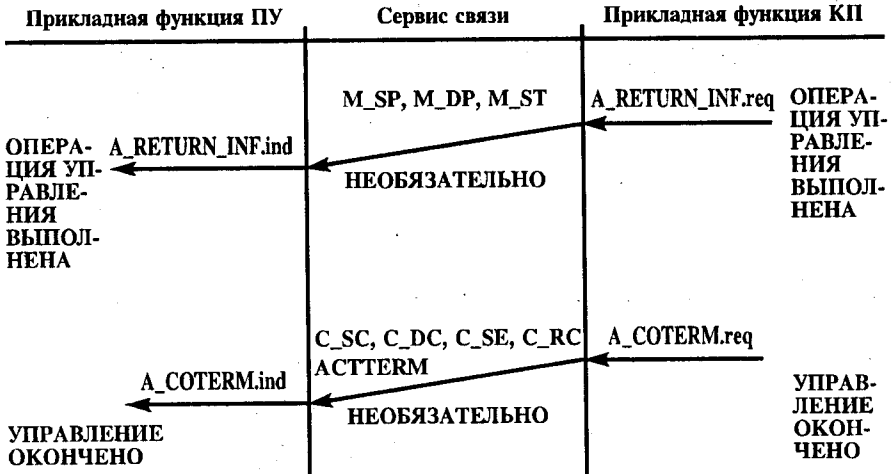 Прикладная функция ПУ
Сервис связи
Прикладная функция КП
M_SP, M_DP, M_ST
A_RETURN_INF.req
ОПЕРА-
ЦИЯ УП-
РАВЛЕ-
НИЯ
ВЫПОЛ-
НЕНА
ОПЕРА-
ЦИЯ УП-
РАВЛЕ-
НИЯ
ВЫПОЛ-
НЕНА
A_RETURN_INF.ind
НЕОБЯЗАТЕЛЬНО
C_SC, C_DC, C_SE, C_RC
ACTTERM
A_COTERM.req
A_COTERM.ind
НЕОБЯЗАТЕЛЬНО
УПРАВ-
ЛЕНИЕ
ОКОН-
ЧЕНО
УПРАВЛЕНИЕ
ОКОНЧЕНО